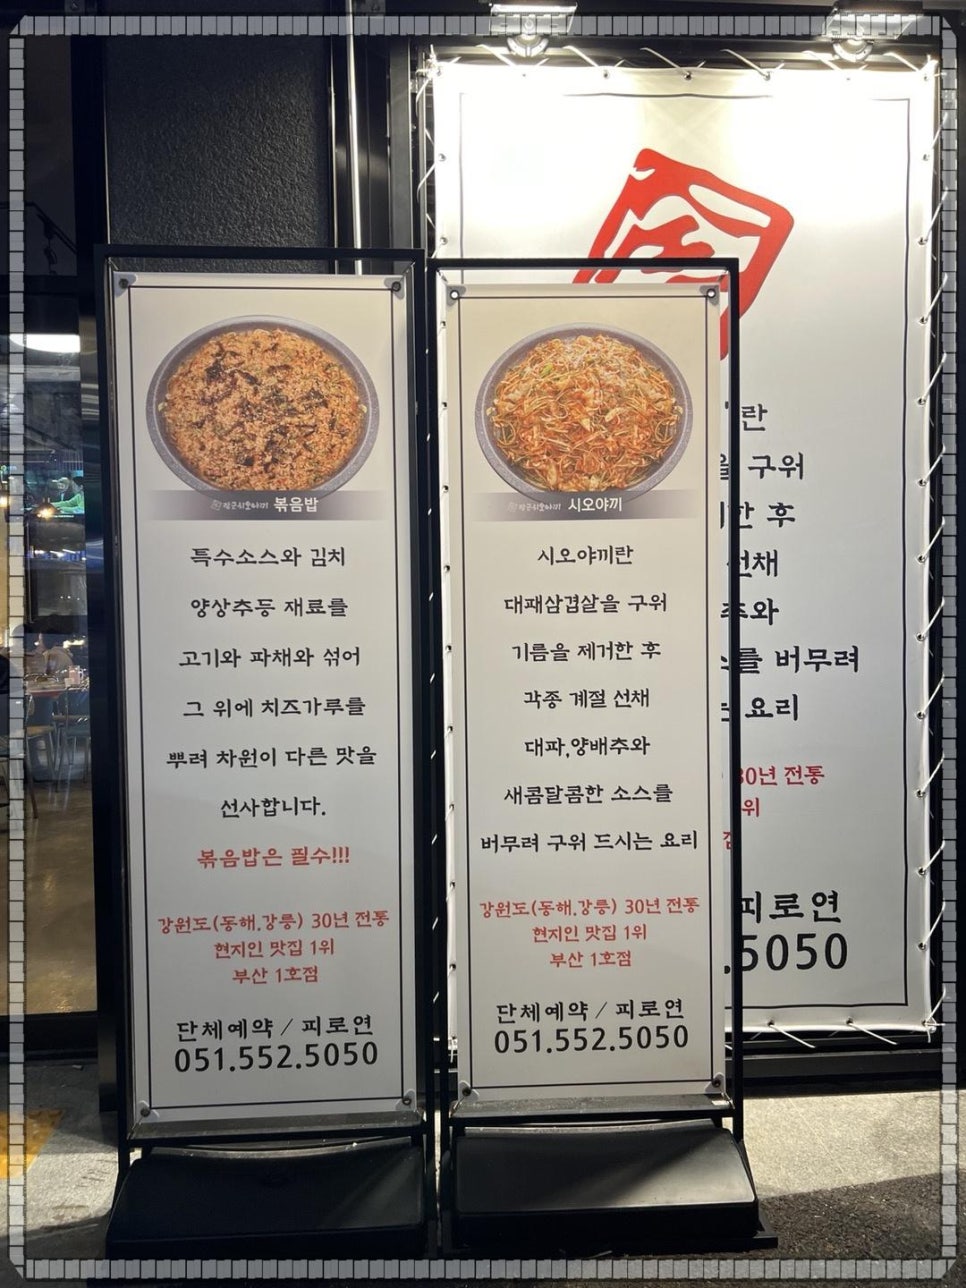 볶음밥
특수소스와 김치
양상추등 재료를
고기와 파채와 섞어
그 위에 치즈가루를
뿌려 차원이 다른 맛을
선사합니다.
볶음밥은 필수!!!
강원도(동해,강릉) 30년 전통
현지인 맛집 1위
부산 1호점
단체예약 / 피로연
051.552.5050
시오야끼
시오야끼란
대패삼겹살을 구워
기름을 제거한 후
각종 계절 선채
대파,양배추와
새콤달콤한 소스를
버무려 구워 드시는 요리
강원도(동해,강릉) 30년 전통
현지인 맛집 1위
부산 1호점
단체예약 / 피로연
051.552.5050
란
구워
후
선채
추와
를 버무려
요리
30년 전통
위
피로연
.5050